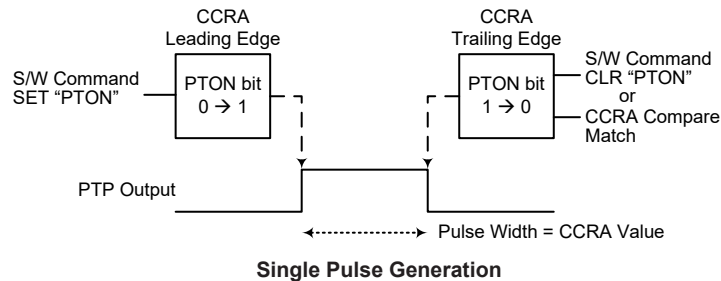 CCRA
Leading Edge
CCRA
Trailing Edge
S/W Command
SET “PTON”
PTON bit
0 → 1
PTON bit
1 → 0
S/W Command
CLR “PTON”
or
CCRA Compare
Match
PTP Output
Pulse Width = CCRA Value
Single Pulse Generation